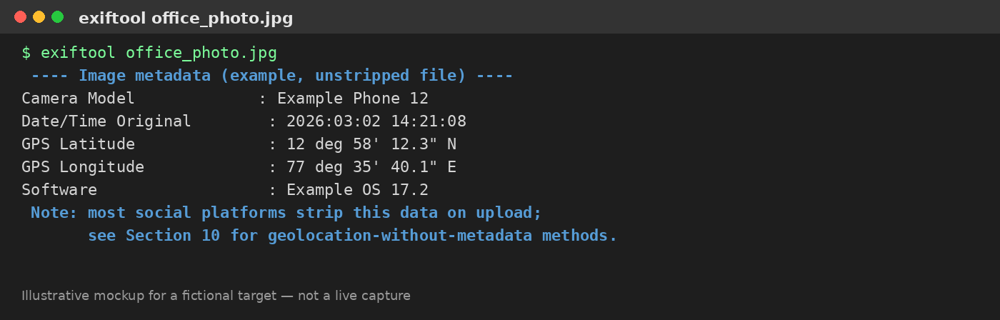 exiftool office_photo.jpg
$ exiftool office_photo.jpg
---- Image metadata (example, unstripped file) ----
Camera Model             : Example Phone 12
Date/Time Original        : 2026:03:02 14:21:08
GPS Latitude              : 12 deg 58' 12.3" N
GPS Longitude             : 77 deg 35' 40.1" E
Software                  : Example OS 17.2
Note: most social platforms strip this data on upload;
see Section 10 for geolocation-without-metadata methods.
Illustrative mockup for a fictional target — not a live capture